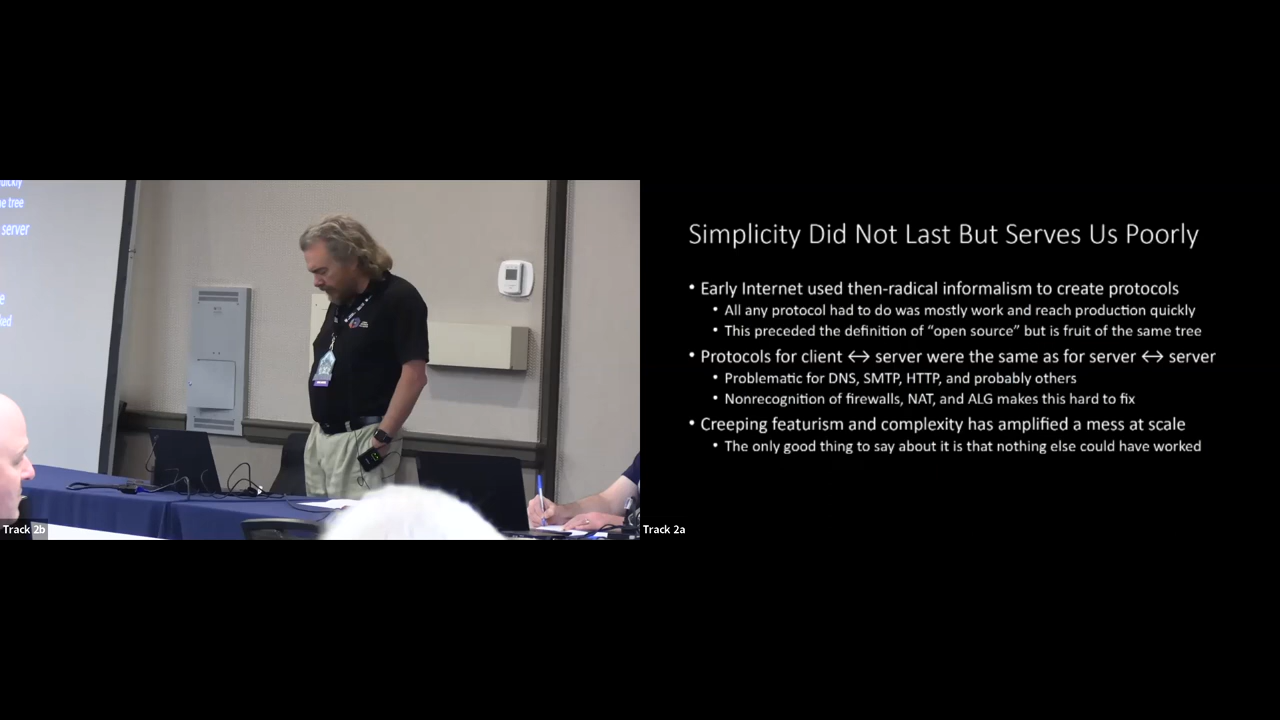 uickly
e tree
server
e
ked
Track 2b
Simplicity Did Not Last But Serves Us Poorly
• Early Internet used then-radical informalism to create protocols
• All any protocol had to do was mostly work and reach production quickly
• This preceded the definition of “open source” but is fruit of the same tree
• Protocols for client ↔ server were the same as for server ↔ server
• Problematic for DNS, SMTP, HTTP, and probably others
• Nonrecognition of firewalls, NAT, and ALG makes this hard to fix
• Creeping featurism and complexity has amplified a mess at scale
• The only good thing to say about it is that nothing else could have worked
Track 2a